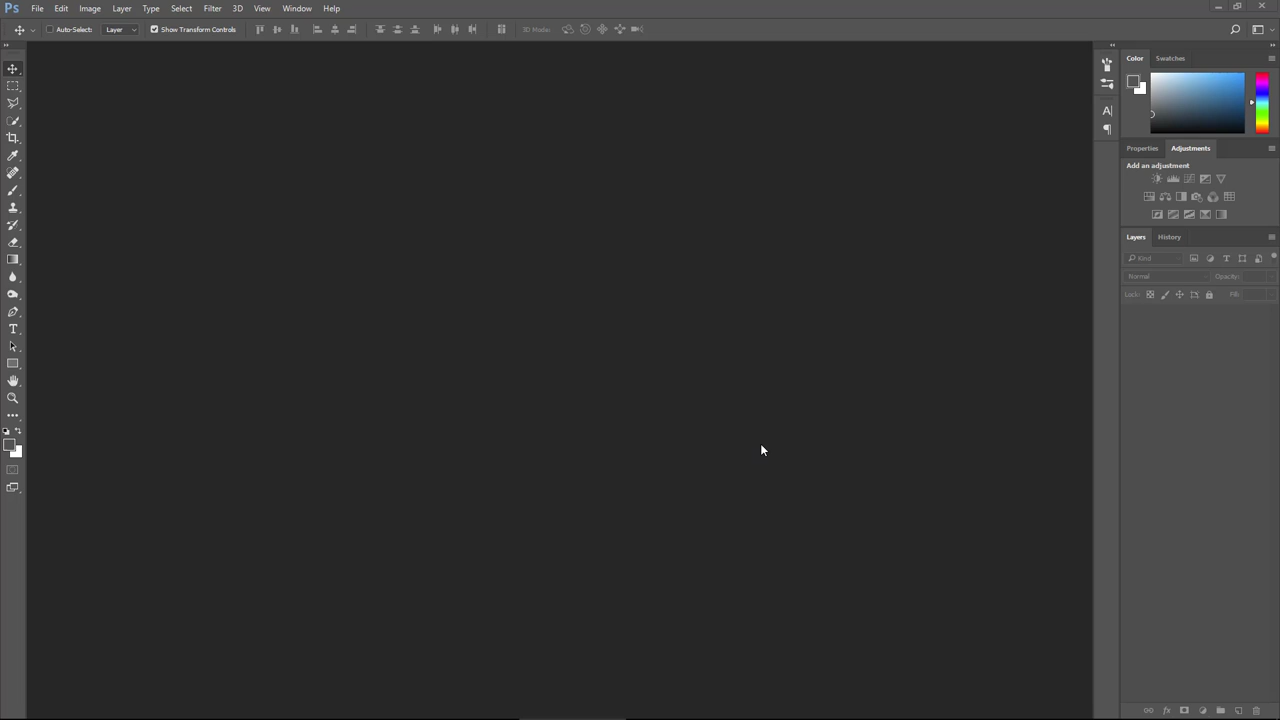 Ps File Edit Image Layer Type Select Filter 3D View Window Help
Auto-Select: Layer Show Transform Controls 3D Mode:
Color Swatches
Properties Adjustments
Add an adjustment
Layers History
Kind
Normal Opacity:
Lock: Fill: